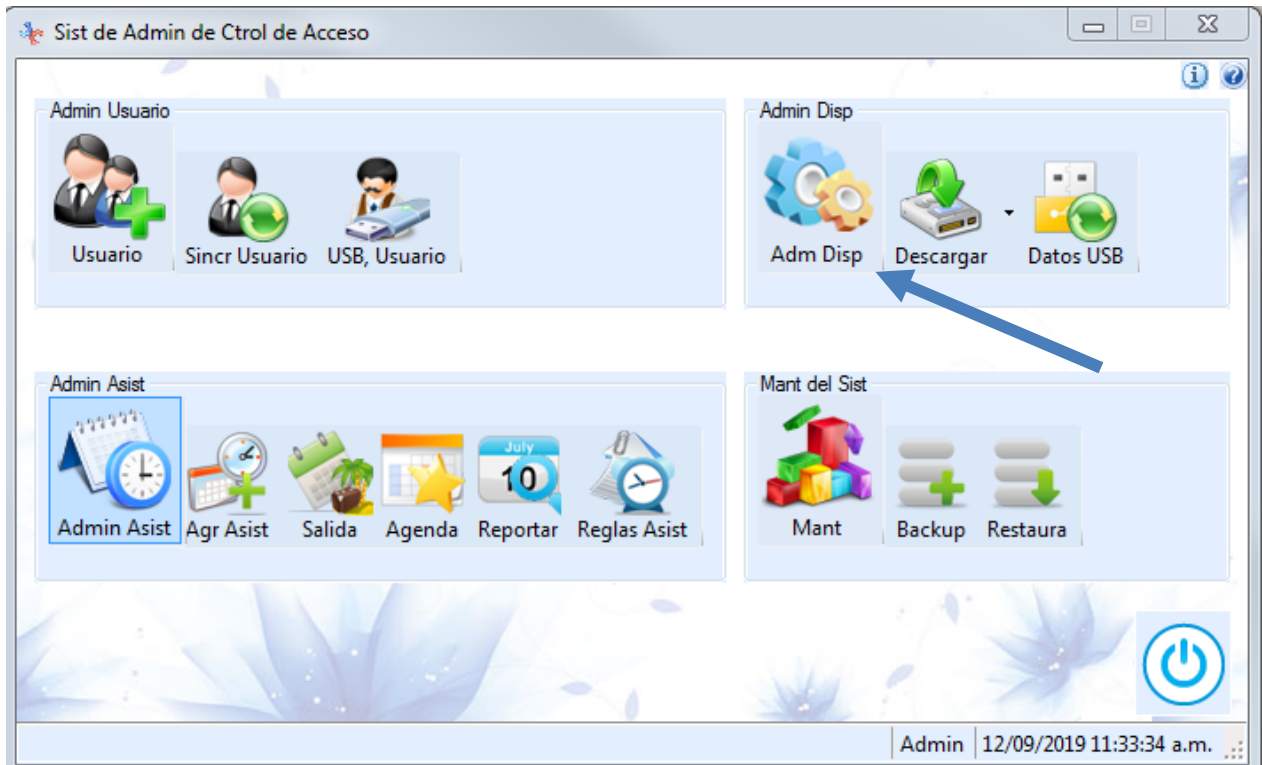 Sist de Admin de Ctrol de Acceso
Admin Usuario
Usuario
Sincr Usuario
USB, Usuario
Admin Disp
Adm Disp
Descargar
Datos USB
Admin Asist
Admin Asist
Agr Asist
Salida
Agenda
July
10
Reportar
Reglas Asist
Mant del Sist
Mant
Backup
Restaura
Admin
12/09/2019 11:33:34 a.m.